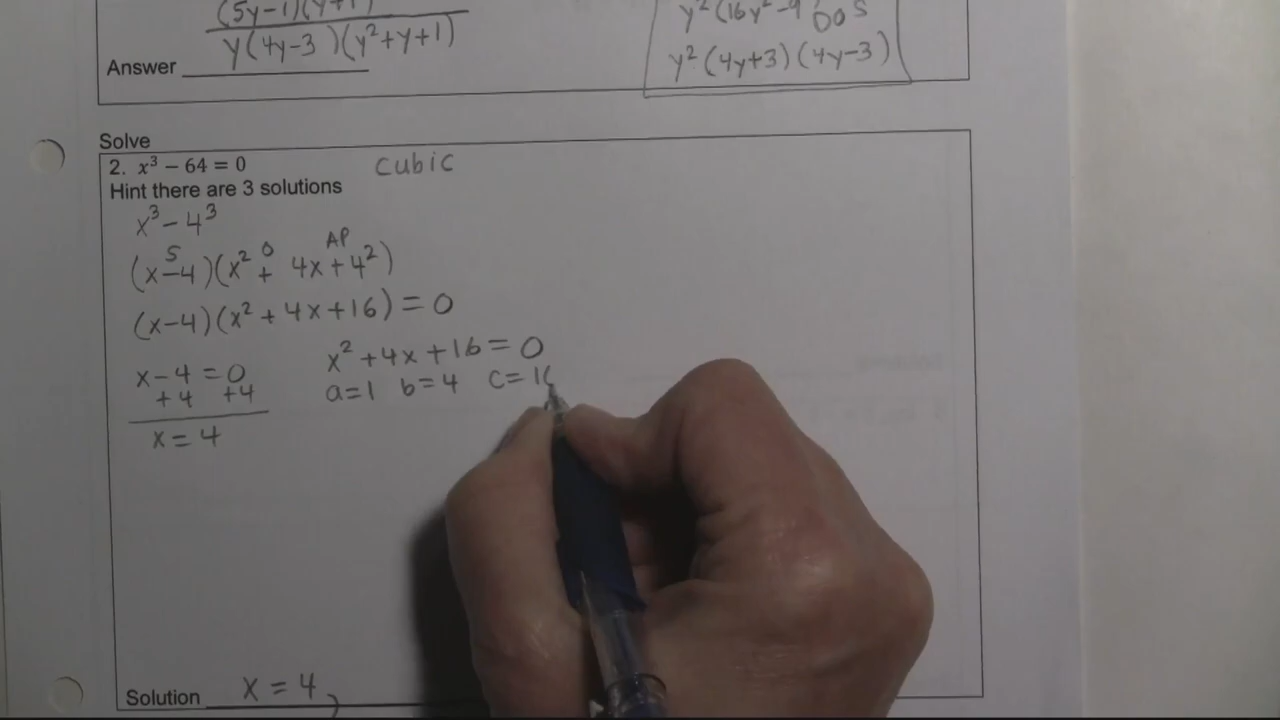 (5y-1)(y+1)
y(4y-3)(y²+y+1)
Answer
y²(16y²-9
DOS
y²(4y+3)(4y-3)
Solve
2. x³ − 64 = 0
cubic
Hint there are 3 solutions
x³-4³
S O AP
(x-4)(x² + 4x+4²)
(x-4)(x²+4x+16)=0
x-4=0
+4 +4
x=4
x²+4x+16=0
a=1 b=4 c=16
Solution x=4,